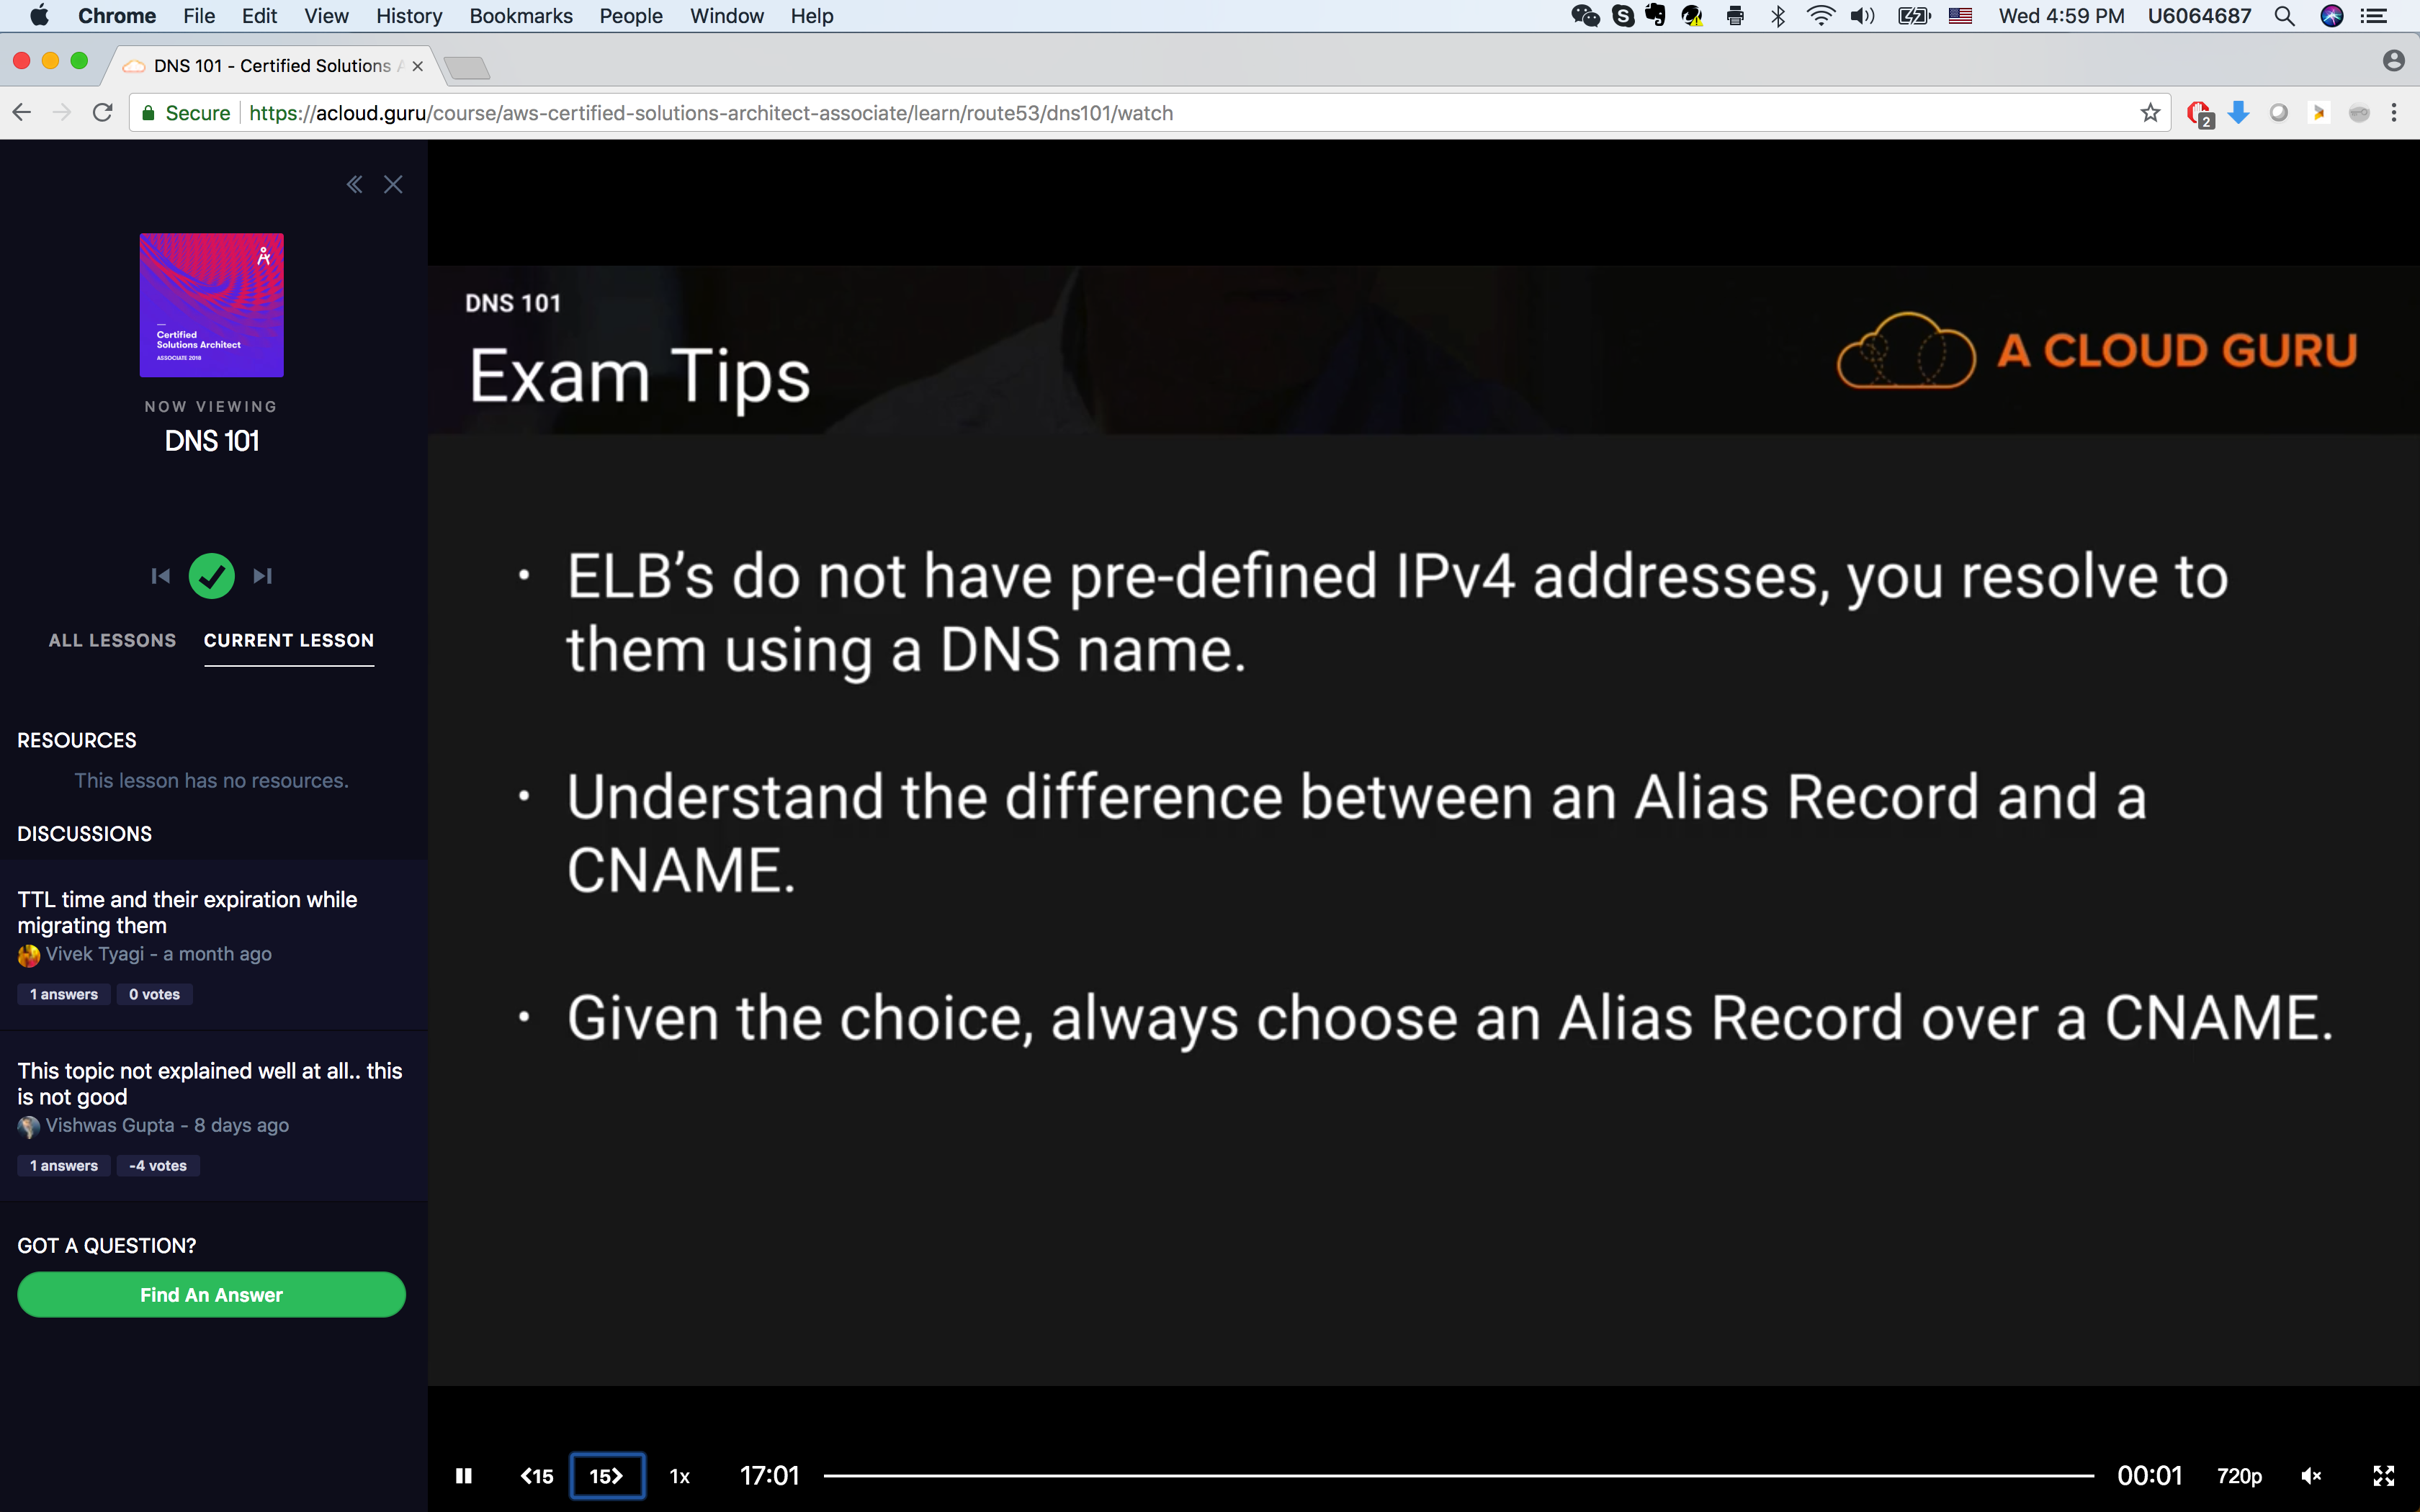 Chrome File Edit View History Bookmarks People Window Help Wed 4:59 PM U6064687
DNS 101 - Certified Solutions A
Secure https://acloud.guru/course/aws-certified-solutions-architect-associate/learn/route53/dns101/watch
2
Certified
Solutions Architect
ASSOCIATE 2018
NOW VIEWING
DNS 101
ALL LESSONS CURRENT LESSON
RESOURCES
This lesson has no resources.
DISCUSSIONS
TTL time and their expiration while
migrating them
Vivek Tyagi - a month ago
1 answers 0 votes
This topic not explained well at all.. this
is not good
Vishwas Gupta - 8 days ago
1 answers -4 votes
GOT A QUESTION?
Find An Answer
DNS 101
Exam Tips
A CLOUD GURU
• ELB’s do not have pre-defined IPv4 addresses, you resolve to
them using a DNS name.
• Understand the difference between an Alias Record and a
CNAME.
• Given the choice, always choose an Alias Record over a CNAME.
<15 15> 1x 17:01 00:01 720p